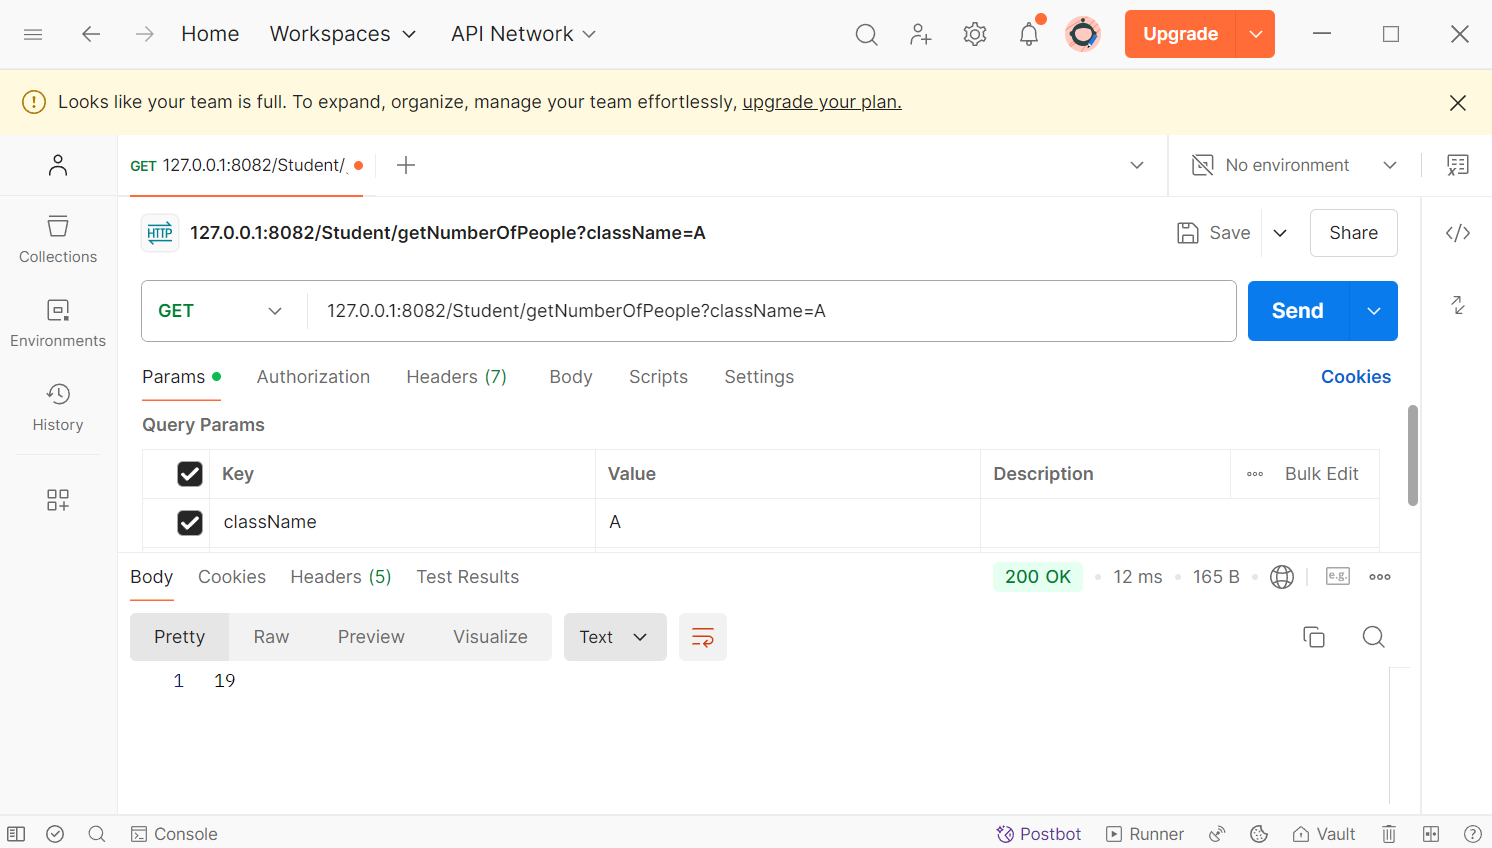 Home Workspaces API Network Upgrade
Looks like your team is full. To expand, organize, manage your team effortlessly, upgrade your plan.
GET 127.0.0.1:8082/Student/ No environment
HTTP 127.0.0.1:8082/Student/getNumberOfPeople?className=A Save Share
GET 127.0.0.1:8082/Student/getNumberOfPeople?className=A Send
Collections
Environments
History
Params Authorization Headers (7) Body Scripts Settings Cookies
Query Params
Key Value Description Bulk Edit
className A
Body Cookies Headers (5) Test Results 200 OK 12 ms 165 B e.g.
Pretty Raw Preview Visualize Text
1 19
Console Postbot Runner Vault